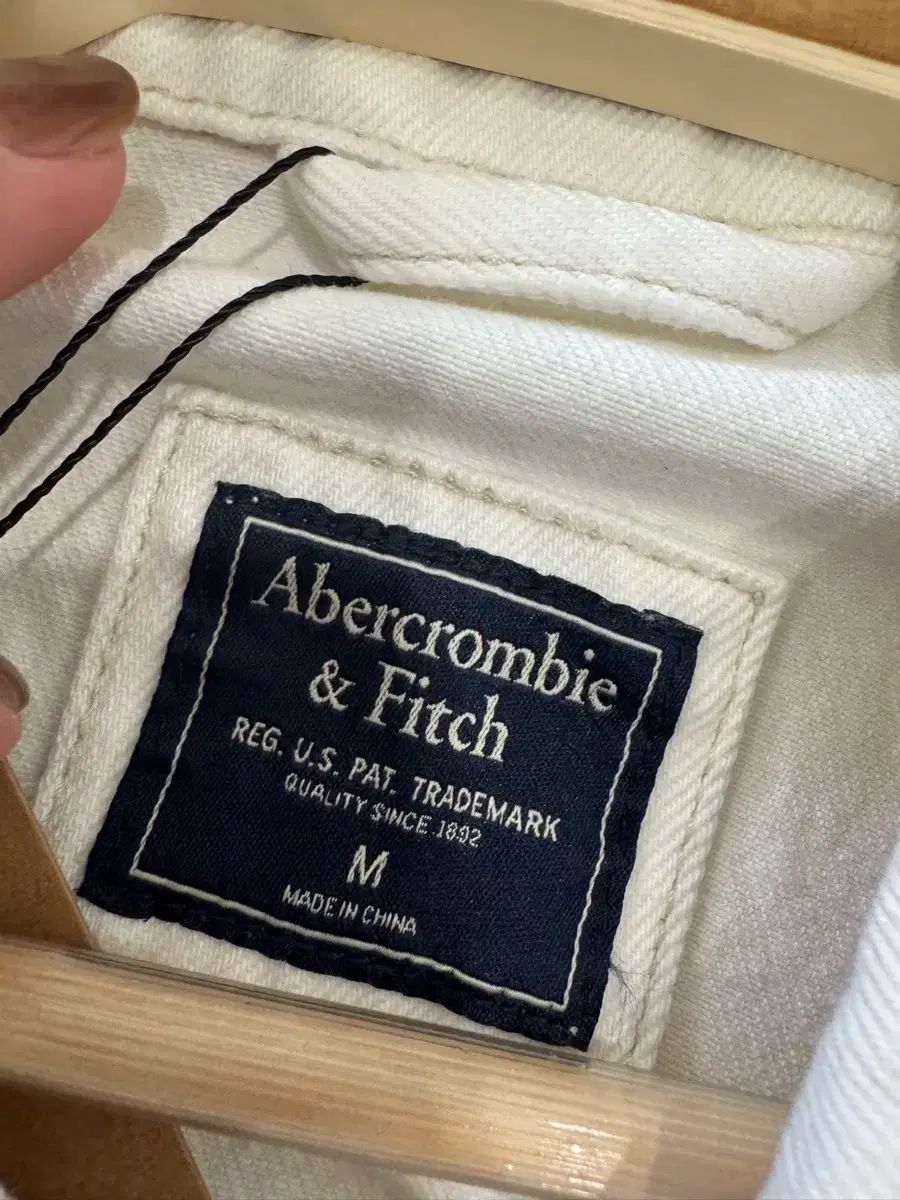 Abercrombie
& Fitch
REG. U.S. PAT. TRADEMARK
QUALITY SINCE 1892
M
MADE IN CHINA